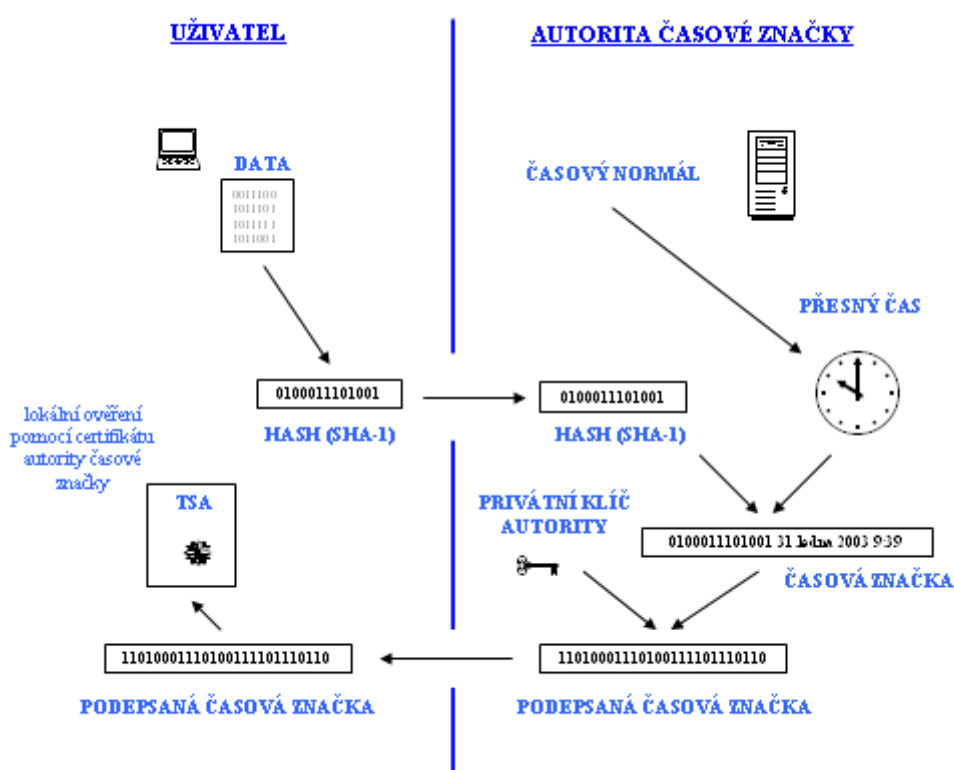 UŽIVATEL
AUTORITA ČASOVÉ ZNAČKY
DATA
0011100
1011101
1011111
1011001
ČASOVÝ NORMÁL
PŘESNÝ ČAS
0100011101001
HASH (SHA-1)
0100011101001
HASH (SHA-1)
lokální ověření
pomocí certifikátu
autority časové
značky
TSA
PRIVÁTNÍ KLÍČ
AUTORITY
0100011101001 31 ledna 2003 9:39
ČASOVÁ ZNAČKA
11010001110100111101110110
PODEPSANÁ ČASOVÁ ZNAČKA
11010001110100111101110110
PODEPSANÁ ČASOVÁ ZNAČKA